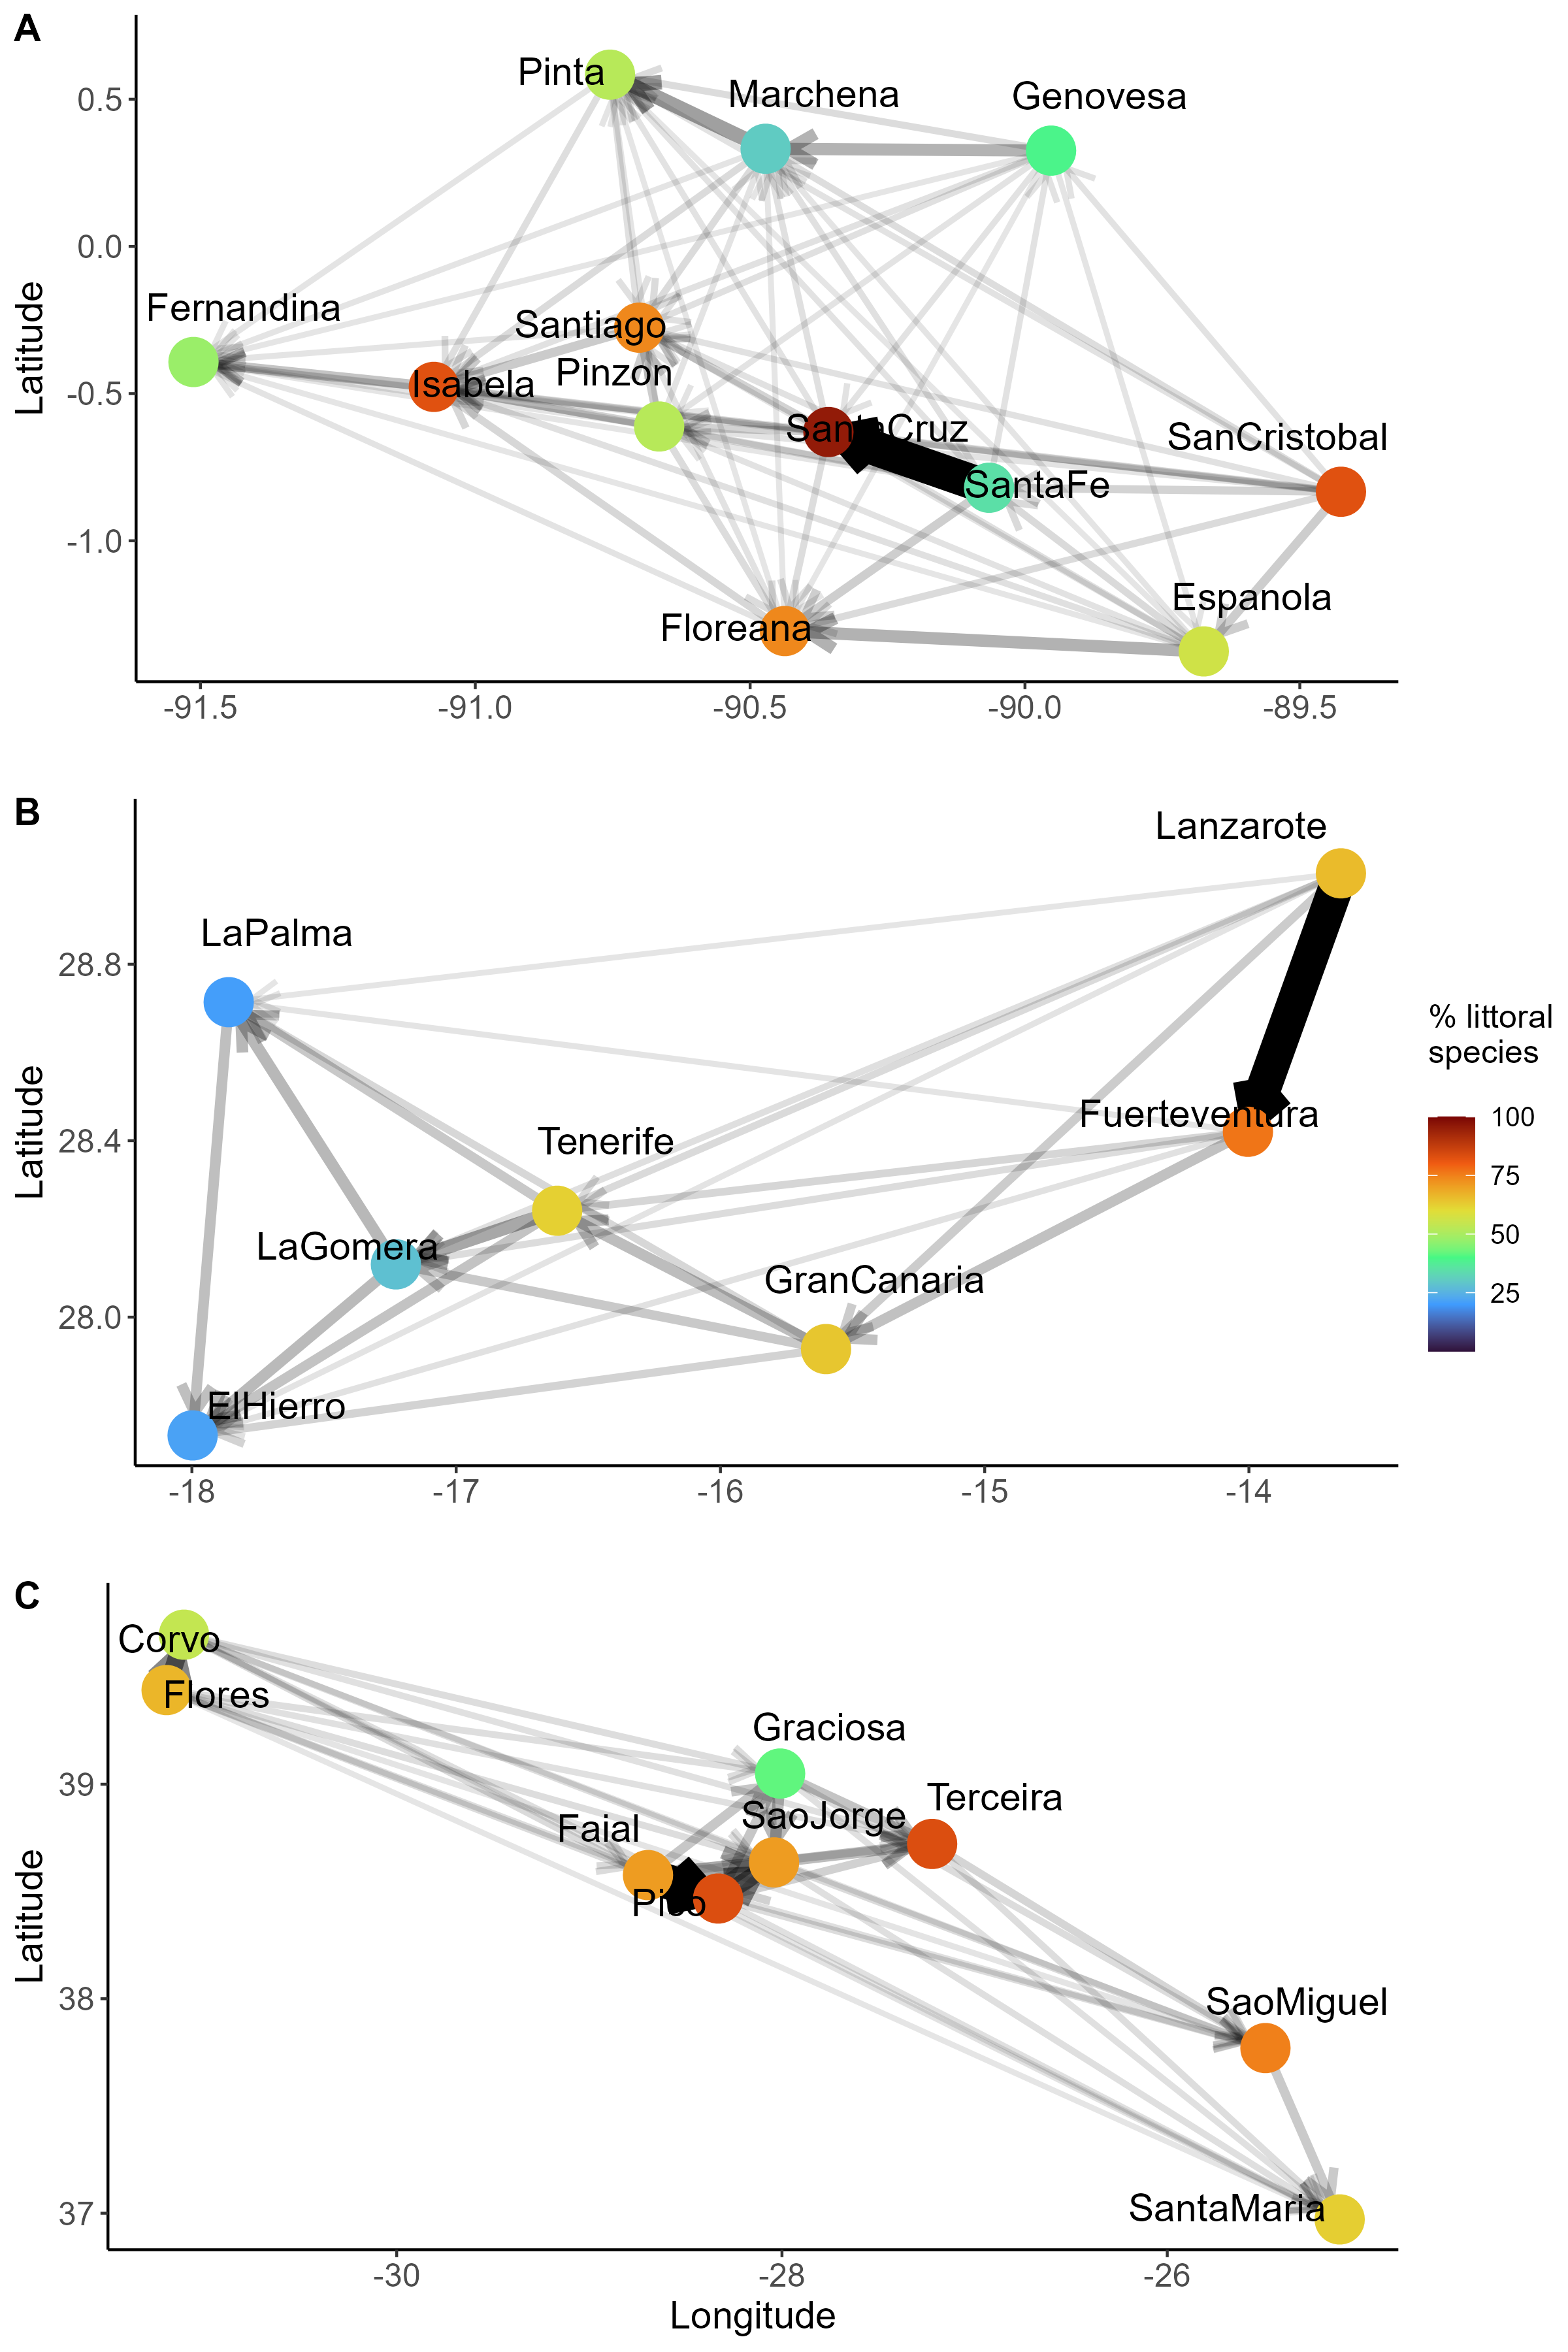 A
Pinta
Marchena
Genovesa
0.5
0.0
Fernandina
Santiago
Pinzon
Isabela
-0.5
SantaCruz
SanCristobal
SantaFe
-1.0
Espanola
Floreana
Latitude
-91.5 -91.0 -90.5 -90.0 -89.5
B
Lanzarote
LaPalma
28.8
Fuerteventura
28.4
Tenerife
LaGomera
GranCanaria
28.0
ElHierro
Latitude
-18 -17 -16 -15 -14
% littoral
species
100
75
50
25
C
Corvo
Flores
Graciosa
39
Terceira
SaoJorge
Faial
Pico
38
SaoMiguel
37
SantaMaria
Latitude
-30 -28 -26
Longitude